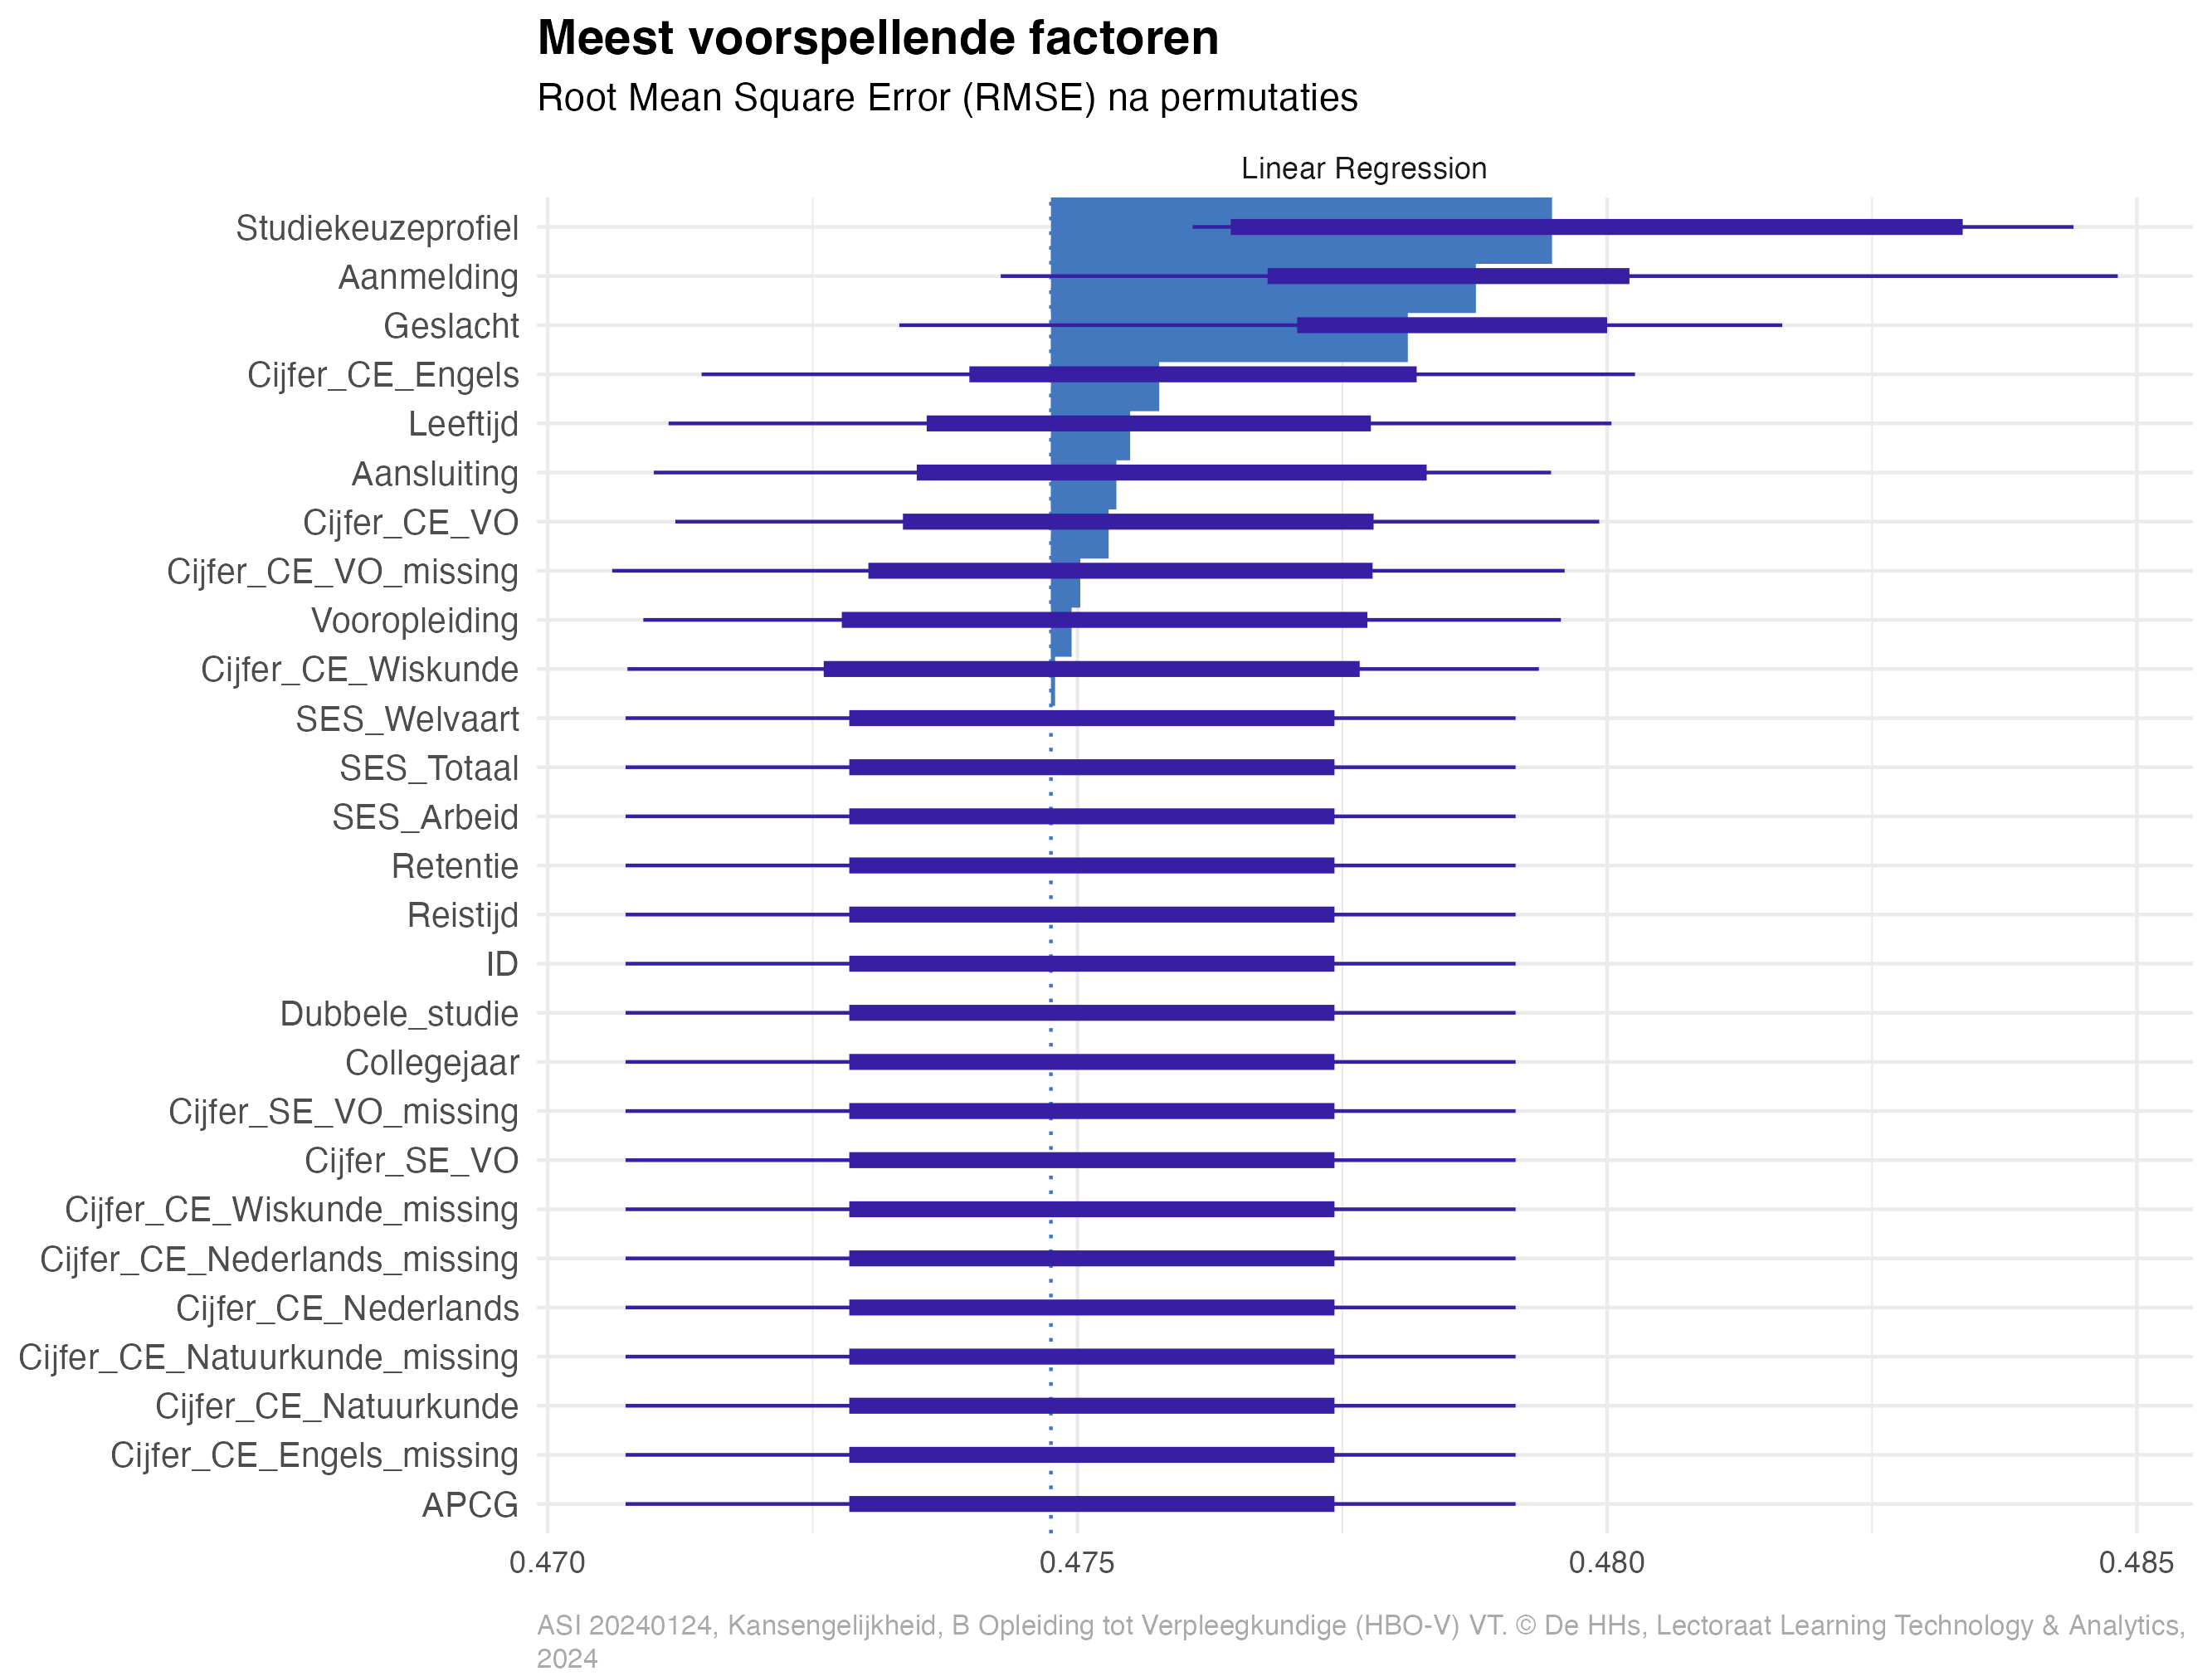 Meest voorspellende factoren
Root Mean Square Error (RMSE) na permutaties
Linear Regression
Studiekeuzeprofiel
Aanmelding
Geslacht
Cijfer_CE_Engels
Leeftijd
Aansluiting
Cijfer_CE_VO
Cijfer_CE_VO_missing
Vooropleiding
Cijfer_CE_Wiskunde
SES_Welvaart
SES_Totaal
SES_Arbeid
Retentie
Reistijd
ID
Dubbele_studie
Collegejaar
Cijfer_SE_VO_missing
Cijfer_SE_VO
Cijfer_CE_Wiskunde_missing
Cijfer_CE_Nederlands_missing
Cijfer_CE_Nederlands
Cijfer_CE_Natuurkunde_missing
Cijfer_CE_Natuurkunde
Cijfer_CE_Engels_missing
APCG
0.470 0.475 0.480 0.485
ASI 20240124, Kansengelijkheid, B Opleiding tot Verpleegkundige (HBO-V) VT. © De HHs, Lectoraat Learning Technology & Analytics,
2024